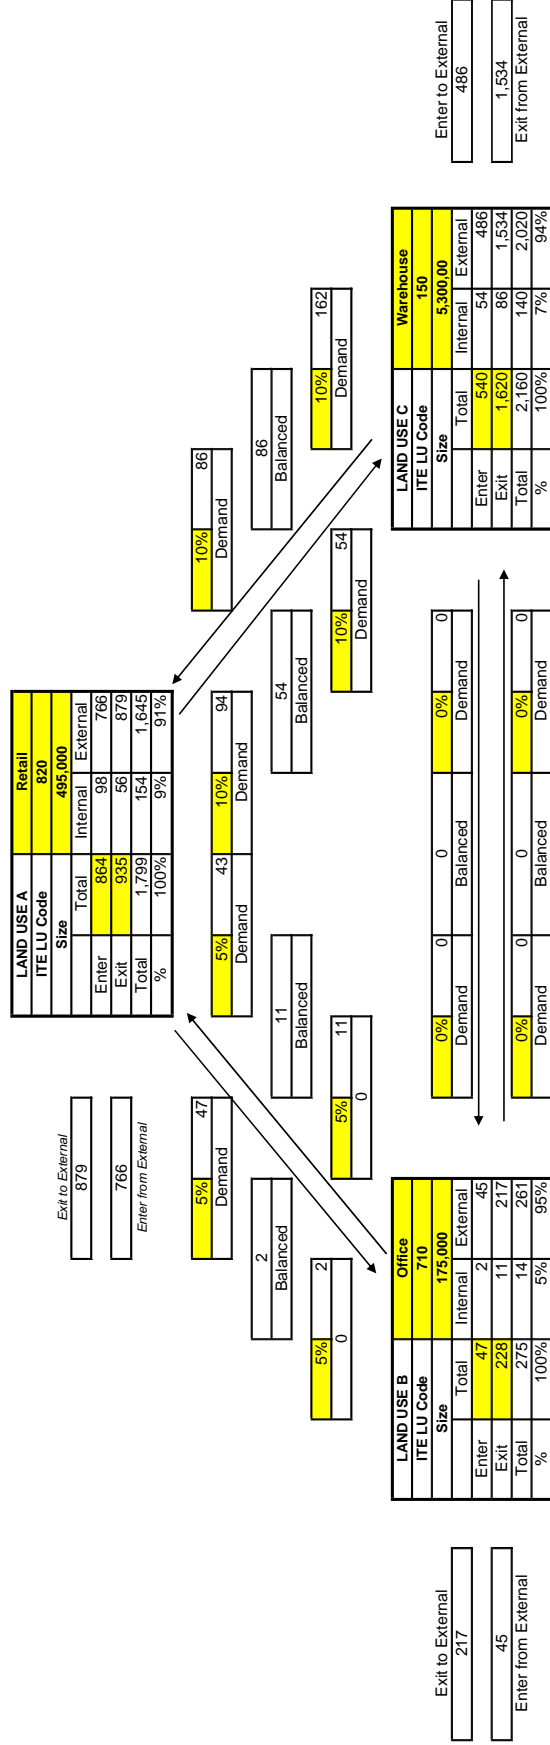 LAND USE A Retail
ITE LU Code 820
Size 495,000
Total Internal External
Enter 864 98 766
Exit 935 56 879
Total 1,799 154 1,645
% 100% 9% 91%
Exit to External
879
766
Enter from External
5% 47
Demand
5% 43
Demand
10% 94
Demand
10% 86
Demand
2
Balanced
11
Balanced
54
Balanced
86
Balanced
5% 2
0
5% 11
0
10% 54
Demand
10% 162
Demand
LAND USE B Office
ITE LU Code 710
Size 175,000
Total Internal External
Enter 47 2 45
Exit 228 11 217
Total 275 14 261
% 100% 5% 95%
Exit to External
217
45
Enter from External
0% 0
Demand
0
Balanced
0% 0
Demand
0% 0
Demand
0
Balanced
0% 0
Demand
LAND USE C Warehouse
ITE LU Code 150
Size 5,300,00
Total Internal External
Enter 540 54 486
Exit 1,620 86 1,534
Total 2,160 140 2,020
% 100% 7% 94%
Enter to External
486
1,534
Exit from External